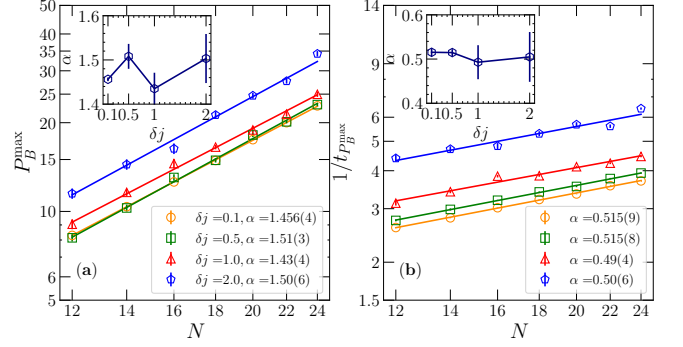 50
35
30
25
20
15
10
8
6
5
P_B^max
12
14
16
18
20
22
24
N
(a)
δj =0.1, α =1.456(4)
δj =0.5, α =1.51(3)
δj =1.0, α =1.43(4)
δj =2.0, α =1.50(6)
1.6
1.5
1.4
α
0.1
0.5
1
2
δj
14
9
6
5
4
3
2
1.5
1/t_{P_B^max}
12
14
16
18
20
22
24
N
(b)
α =0.515(9)
α =0.515(8)
α =0.49(4)
α =0.50(6)
0.6
0.5
0.4
α
0.1
0.5
1
2
δj